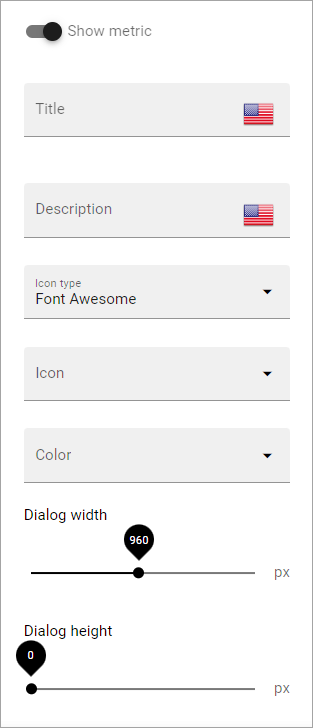 Show metric
Title
Description
Icon type
Font Awesome
Icon
Color
Dialog width
960
px
Dialog height
0
px